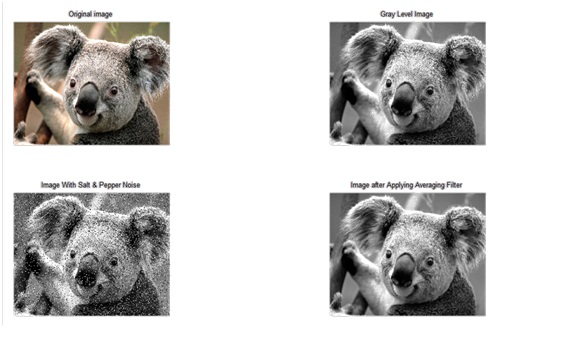 Original image
Gray Level Image
Image With Salt & Pepper Noise
Image after Applying Averaging Filter